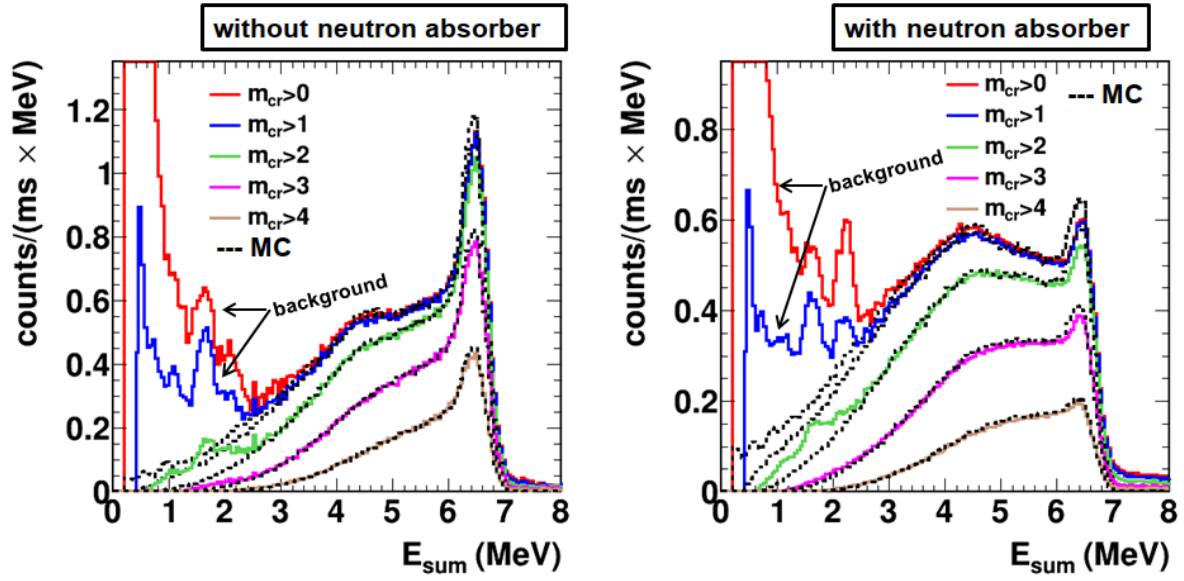 without neutron absorber
counts/(ms × MeV)
1.2
1
0.8
0.6
0.4
0.2
0
m_cr>0
m_cr>1
m_cr>2
m_cr>3
m_cr>4
--- MC
background
0 1 2 3 4 5 6 7 8
E_sum (MeV)
with neutron absorber
counts/(ms × MeV)
0.8
0.6
0.4
0.2
0
m_cr>0
m_cr>1
m_cr>2
m_cr>3
m_cr>4
--- MC
background
0 1 2 3 4 5 6 7 8
E_sum (MeV)